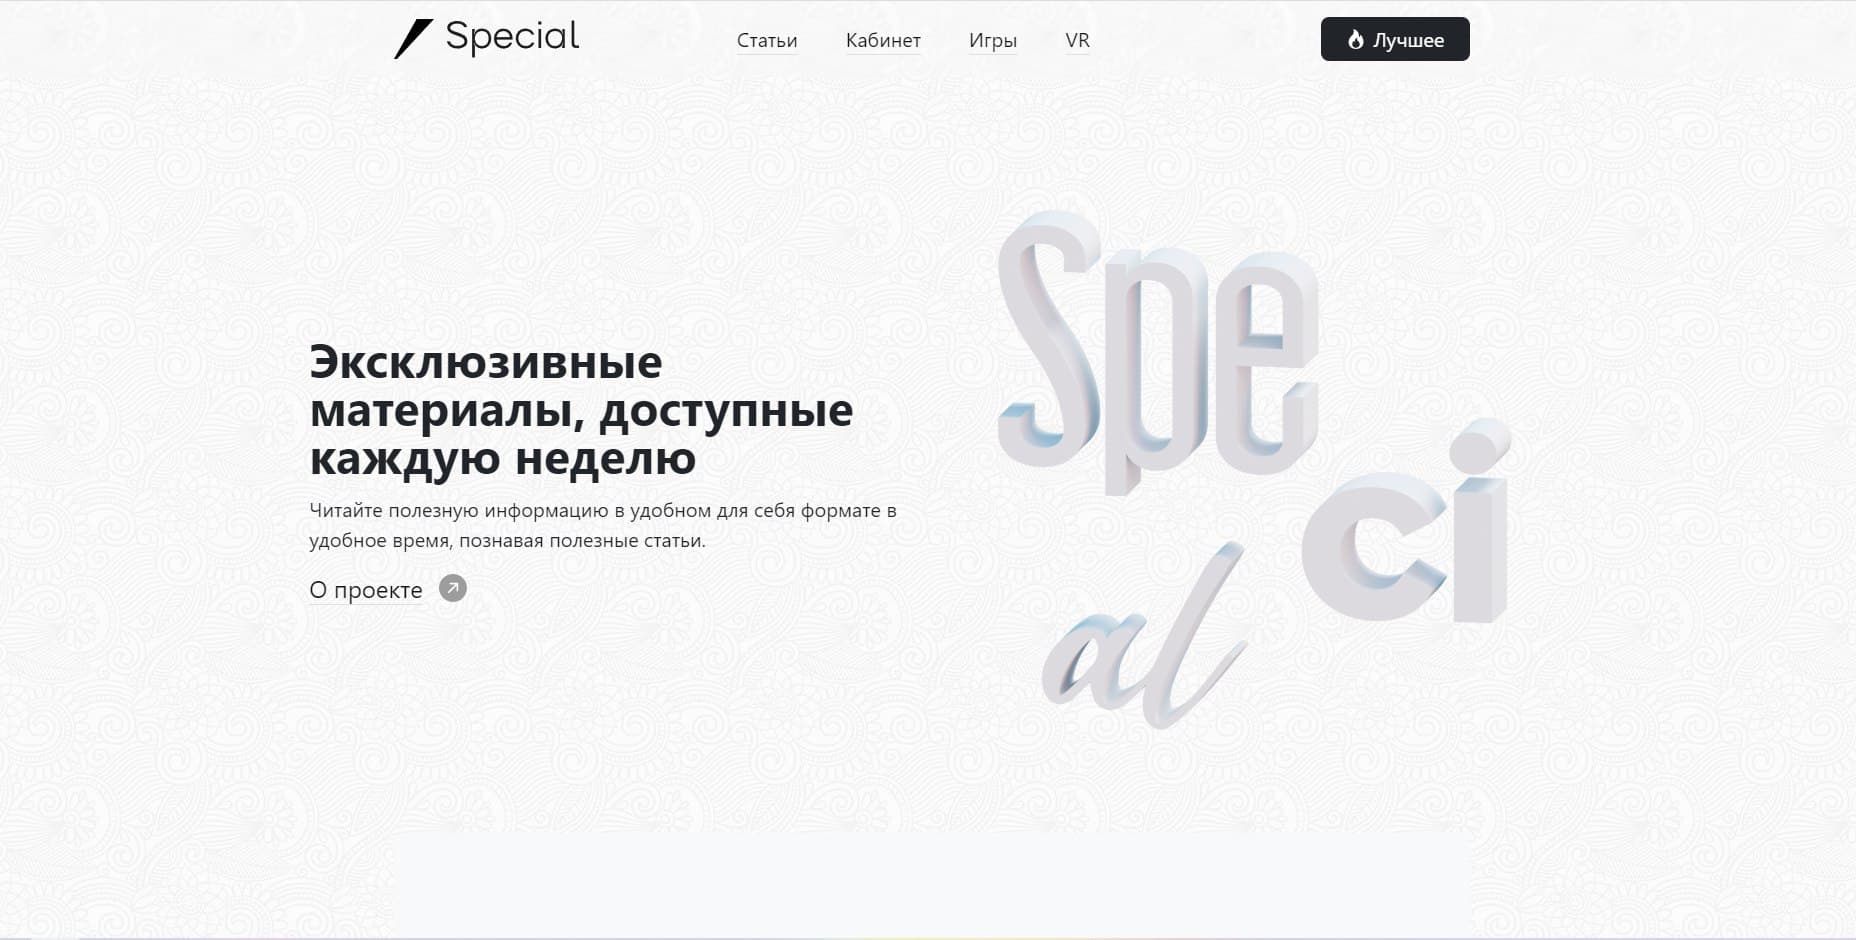 Special
Статьи
Кабинет
Игры
VR
Лучшее
Эксклюзивные
материалы, доступные
каждую неделю
Читайте полезную информацию в удобном для себя формате в
удобное время, познавая полезные статьи.
О проекте
Spe
ci
al